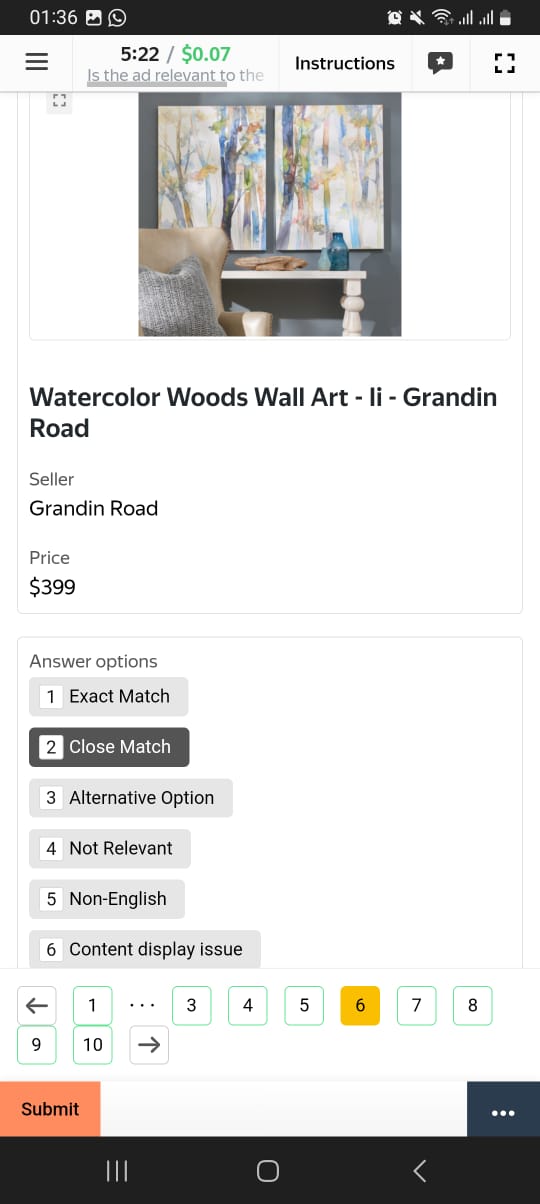 01:36
5:22 / $0.07
Is the ad relevant to the
Instructions
Watercolor Woods Wall Art - Ii - Grandin
Road
Seller
Grandin Road
Price
$399
Answer options
1 Exact Match
2 Close Match
3 Alternative Option
4 Not Relevant
5 Non-English
6 Content display issue
1 ... 3 4 5 6 7 8
9 10
Submit